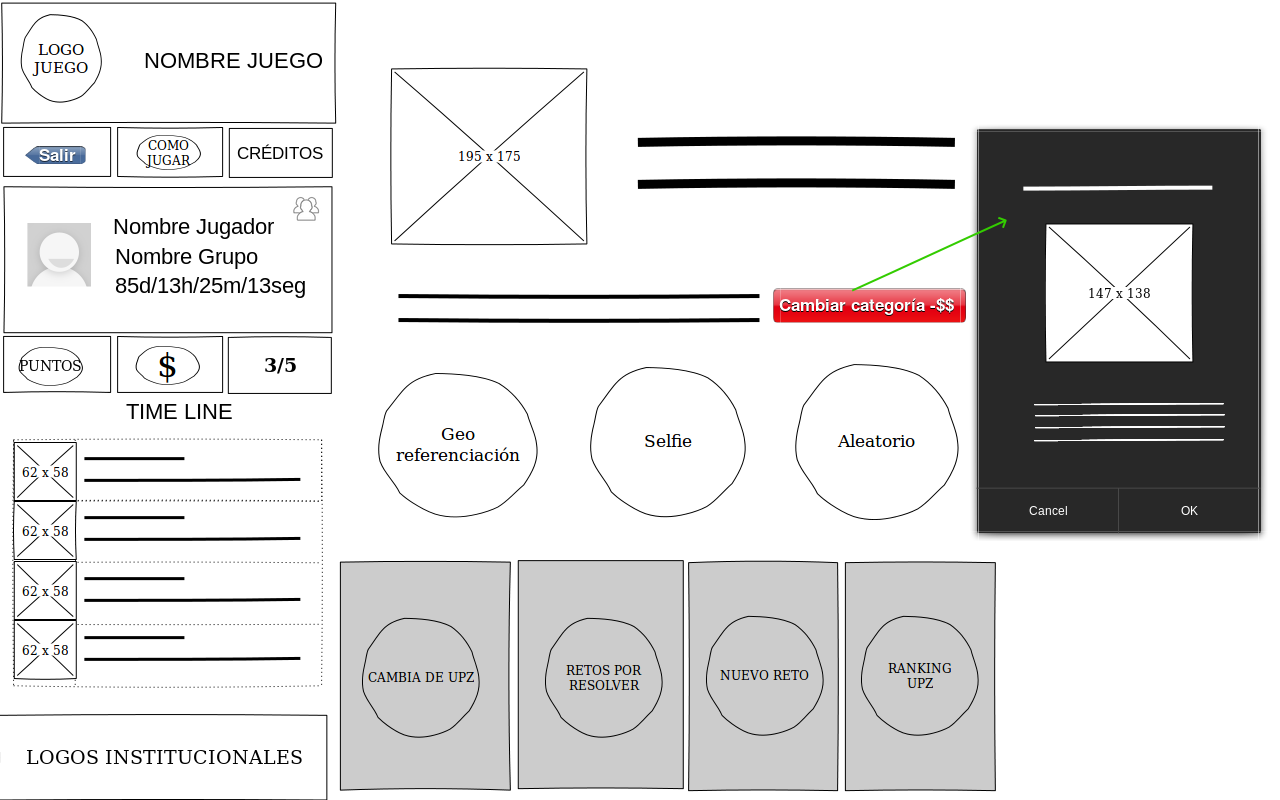 LOGO
JUEGO
NOMBRE JUEGO
Salir
COMO
JUGAR
CRÉDITOS
Nombre Jugador
Nombre Grupo
85d/13h/25m/13seg
PUNTOS
$
3/5
TIME LINE
62 x 58
62 x 58
62 x 58
62 x 58
LOGOS INSTITUCIONALES
195 x 175
Cambiar categoría -$$
Geo
referenciación
Selfie
Aleatorio
CAMBIA DE UPZ
RETOS POR
RESOLVER
NUEVO RETO
RANKING
UPZ
147 x 138
Cancel
OK